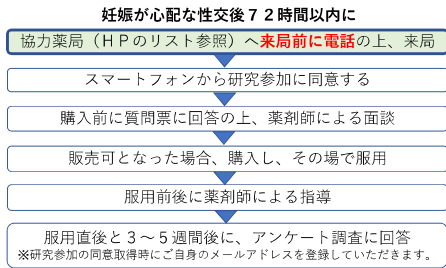 妊娠が心配な性交後７２時間以内に
協力薬局（ＨＰのリスト参照）へ来局前に電話の上、来局
スマートフォンから研究参加に同意する
購入前に質問票に回答の上、薬剤師による面談
販売可となった場合、購入し、その場で服用
服用前後に薬剤師による指導
服用直後と３～５週間後に、アンケート調査に回答
※研究参加の同意取得時にご自身のメールアドレスを登録していただきます。